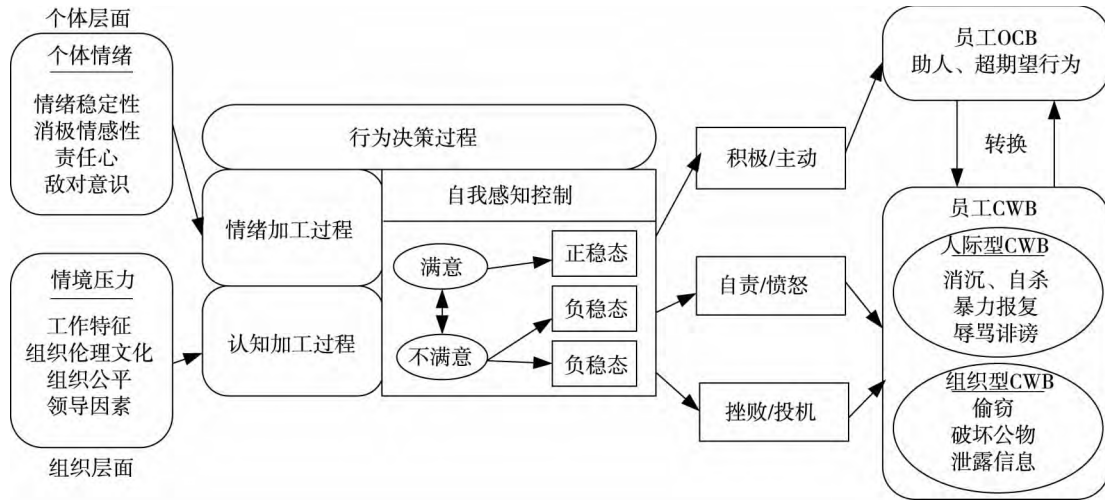 个体层面
个体情绪
情绪稳定性
消极情感性
责任心
敌对意识
情境压力
工作特征
组织伦理文化
组织公平
领导因素
组织层面
行为决策过程
情绪加工过程
认知加工过程
自我感知控制
满意
不满意
正稳态
负稳态
负稳态
积极/主动
自责/愤怒
挫败/投机
员工OCB
助人、超期望行为
转换
员工CWB
人际型CWB
消沉、自杀
暴力报复
辱骂诽谤
组织型CWB
偷窃
破坏公物
泄露信息